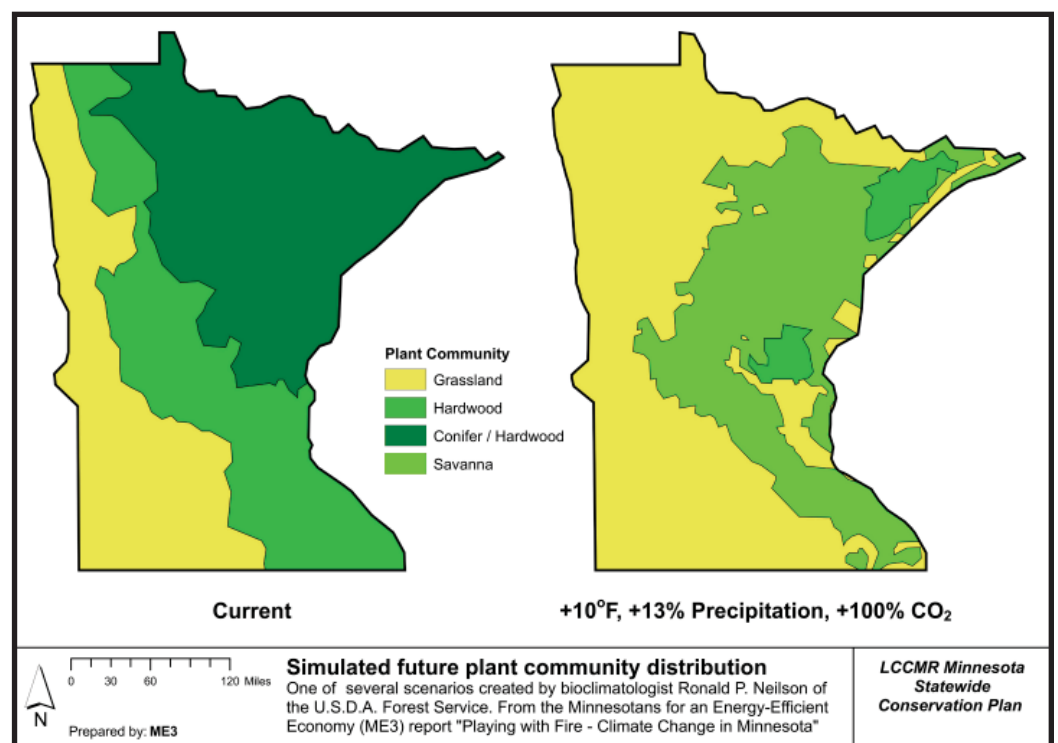 Plant Community
Grassland
Hardwood
Conifer / Hardwood
Savanna
Current
+10°F, +13% Precipitation, +100% CO₂
N
0 30 60 120 Miles
Prepared by: ME3
Simulated future plant community distribution
One of several scenarios created by bioclimatologist Ronald P. Neilson of
the U.S.D.A. Forest Service. From the Minnesotans for an Energy-Efficient
Economy (ME3) report "Playing with Fire - Climate Change in Minnesota"
LCCMR Minnesota
Statewide
Conservation Plan